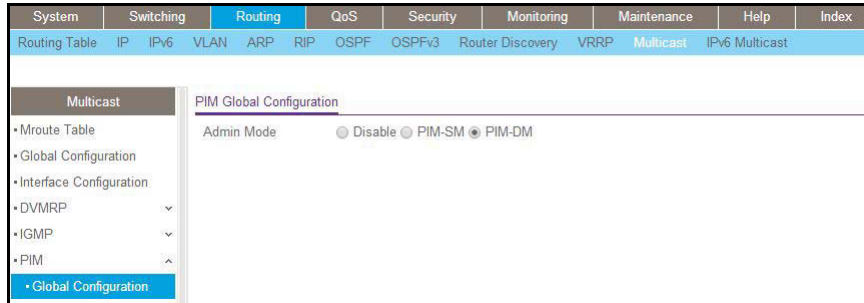 System Switching Routing QoS Security Monitoring Maintenance Help Index
Routing Table IP IPv6 VLAN ARP RIP OSPF OSPFv3 Router Discovery VRRP Multicast IPv6 Multicast
Multicast
PIM Global Configuration
Mroute Table
Admin Mode Disable PIM-SM PIM-DM
Global Configuration
Interface Configuration
DVMRP
IGMP
PIM
Global Configuration